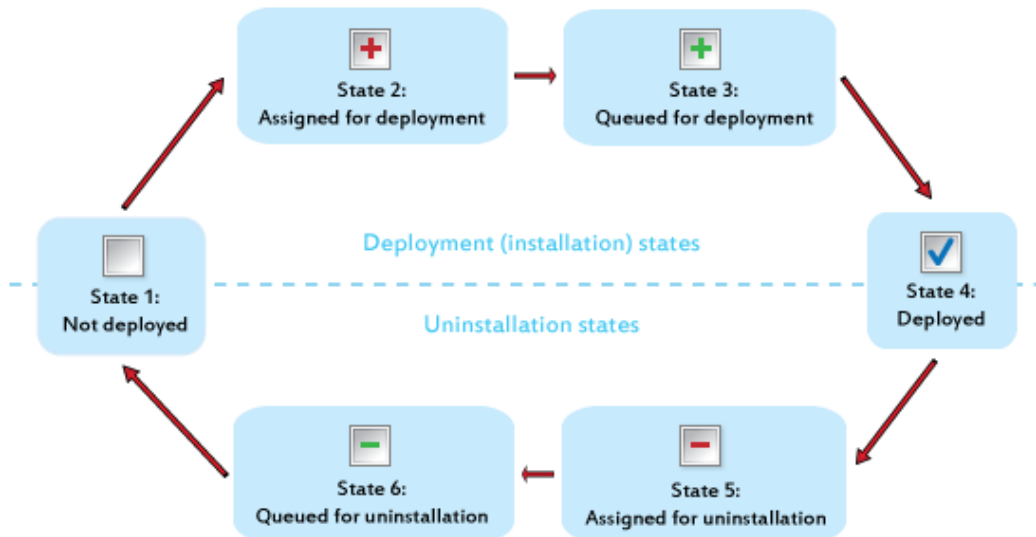 State 2:
Assigned for deployment
State 3:
Queued for deployment
Deployment (installation) states
State 1:
Not deployed
State 4:
Deployed
Uninstallation states
State 6:
Queued for uninstallation
State 5:
Assigned for uninstallation